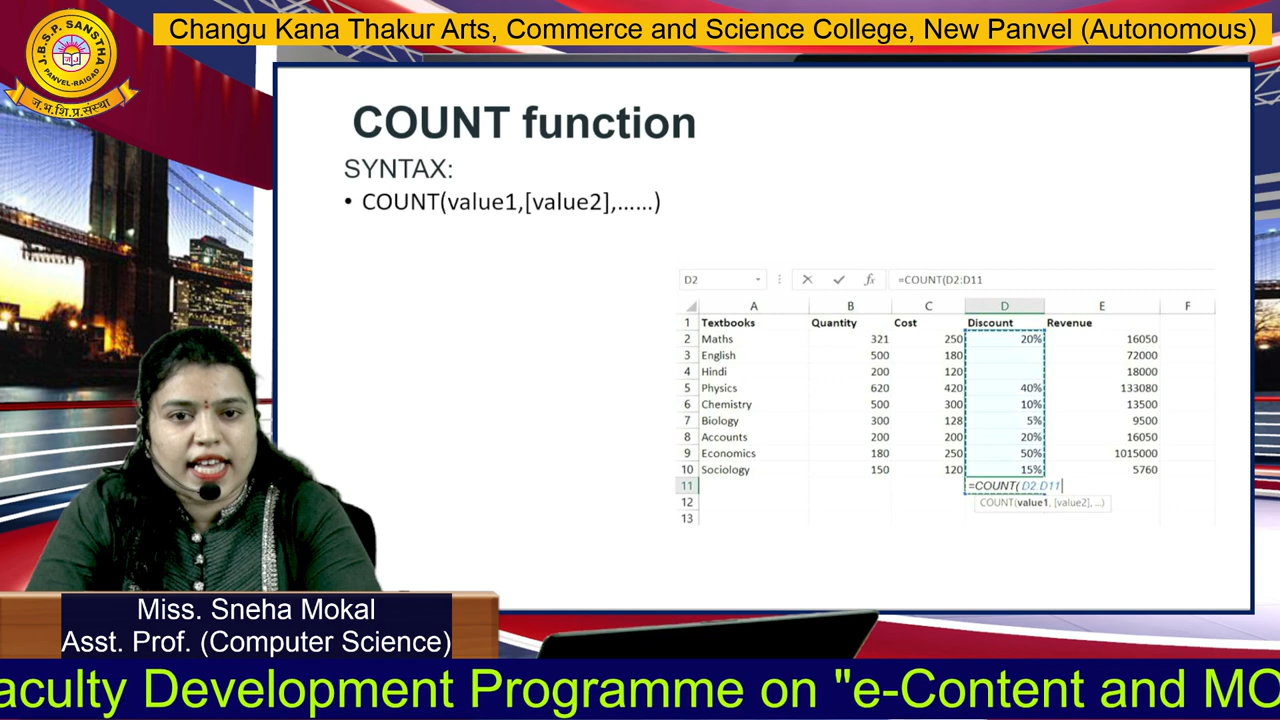 J.B.S.P. SANSTHA
PANVEL-RAIGAD
ज.भ.शि.प्र.संस्था
Changu Kana Thakur Arts, Commerce and Science College, New Panvel (Autonomous)
COUNT function
SYNTAX:
• COUNT(value1,[value2],......)
D2 fx =COUNT(D2:D11
A B C D E F
1 Textbooks Quantity Cost Discount Revenue
2 Maths 321 250 20% 16050
3 English 500 180 72000
4 Hindi 200 120 18000
5 Physics 620 420 40% 133080
6 Chemistry 500 300 10% 13500
7 Biology 300 128 5% 9500
8 Accounts 200 200 20% 16050
9 Economics 180 250 50% 1015000
10 Sociology 150 120 15% 5760
11 =COUNT( D2:D11
12 COUNT(value1, [value2], ...)
13
Miss. Sneha Mokal
Asst. Prof. (Computer Science)
aculty Development Programme on "e-Content and MO